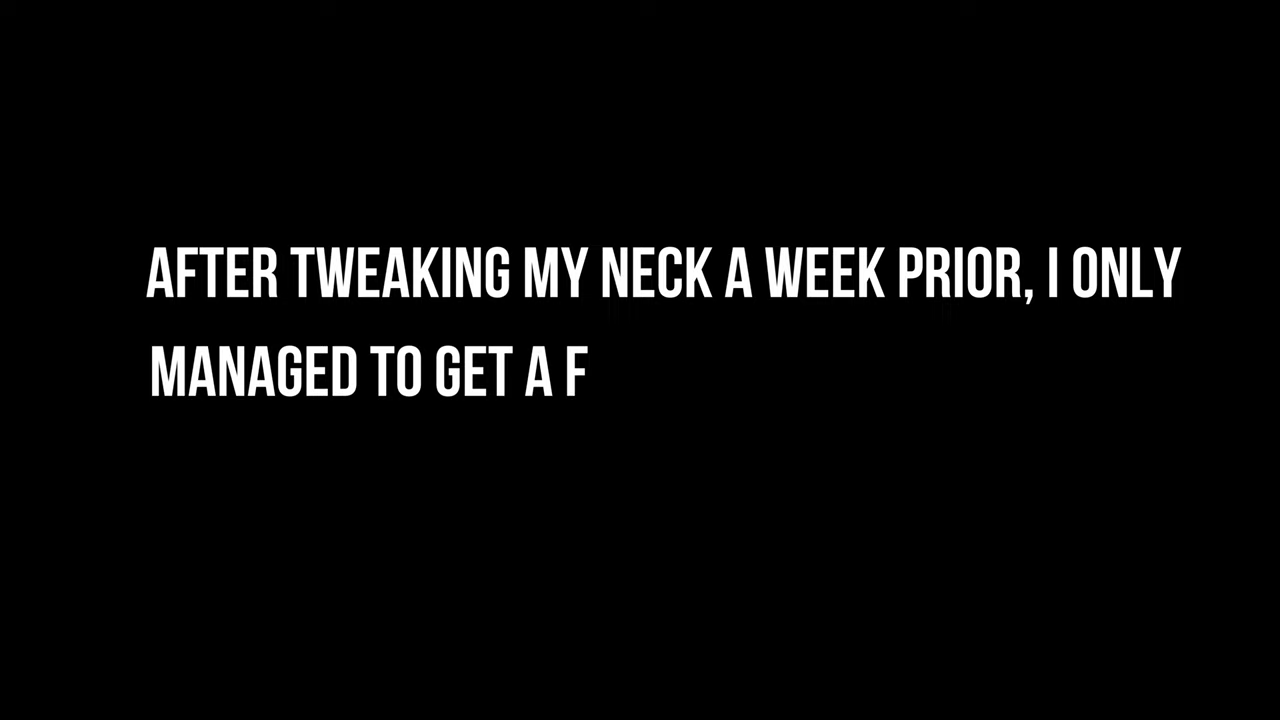 AFTER TWEAKING MY NECK A WEEK PRIOR, I ONLY
MANAGED TO GET A F